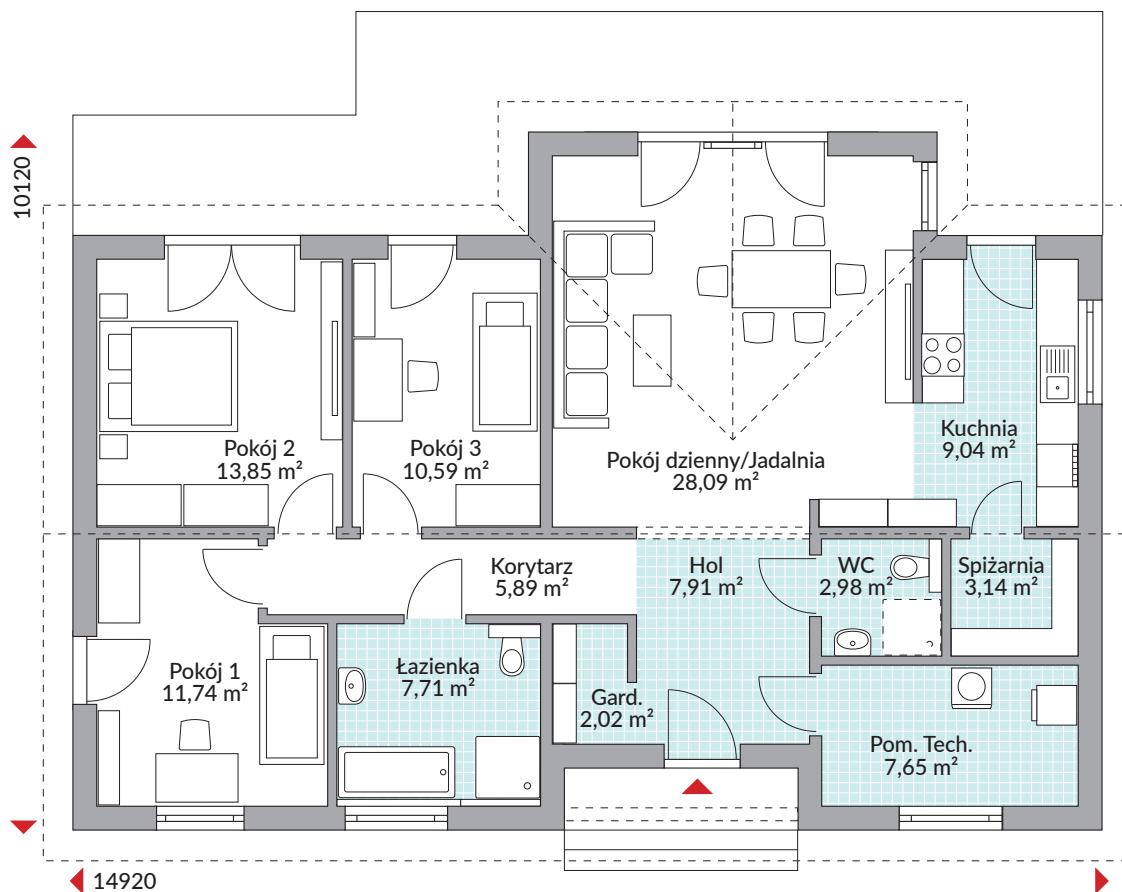 10120
Pokój 2
13,85 m²
Pokój 3
10,59 m²
Pokój dzienny/Jadalnia
28,09 m²
Kuchnia
9,04 m²
Korytarz
5,89 m²
Hol
7,91 m²
WC
2,98 m²
Spiżarnia
3,14 m²
Pokój 1
11,74 m²
Łazienka
7,71 m²
Gard.
2,02 m²
Pom. Tech.
7,65 m²
14920